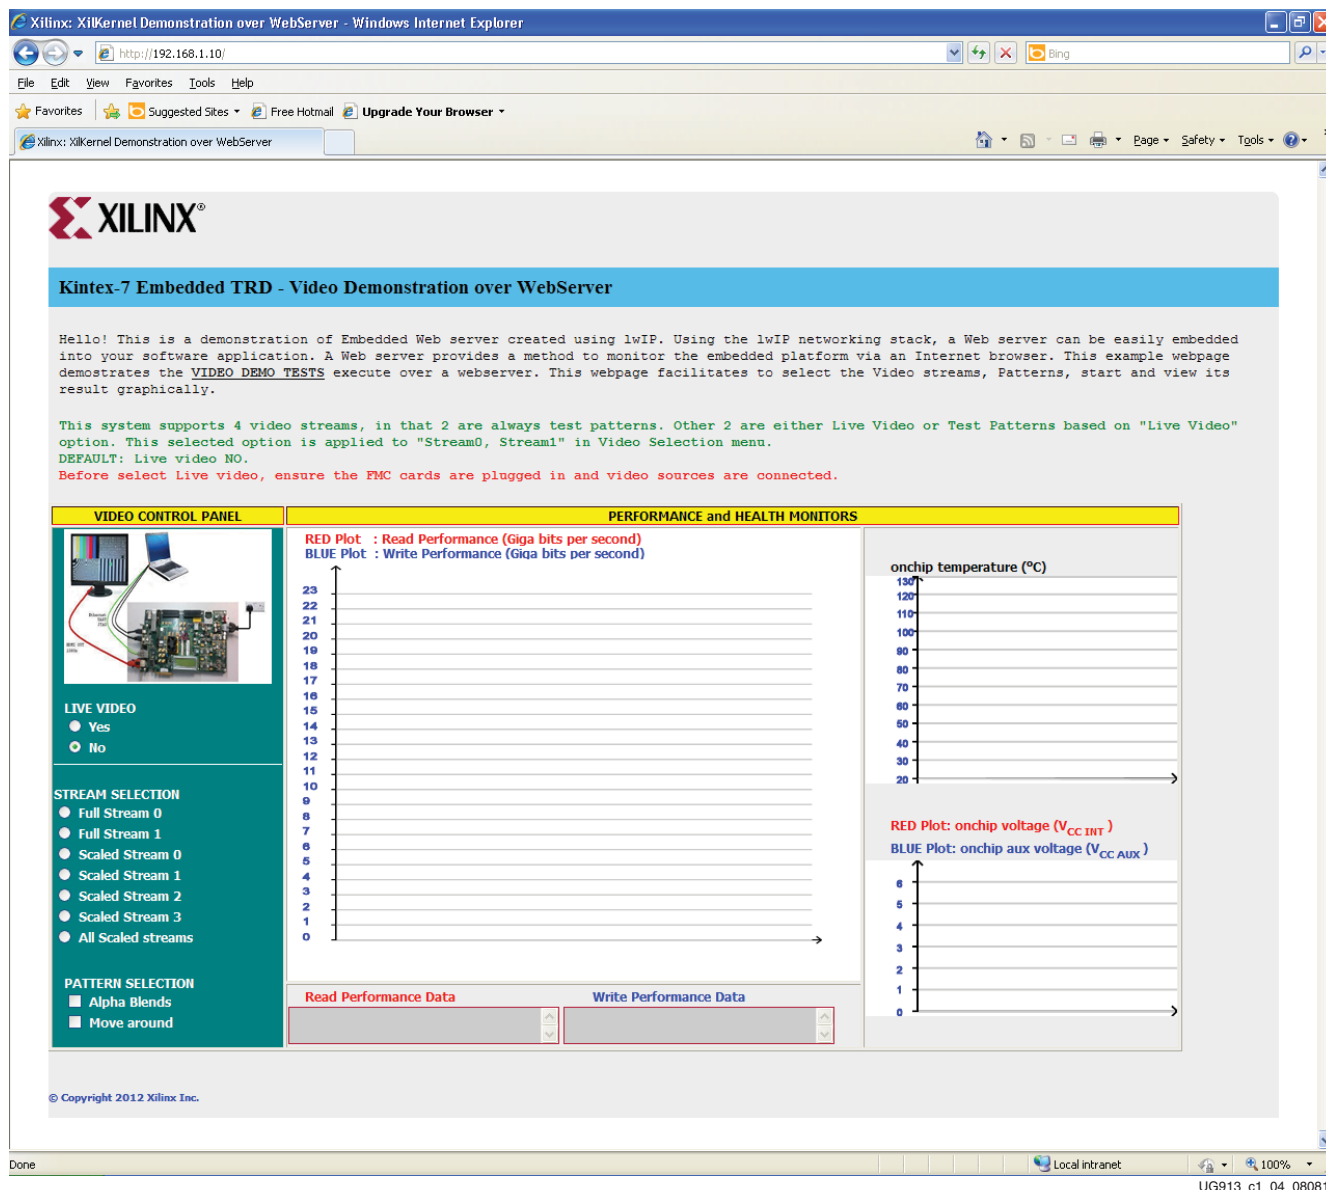 Xilinx: XilKernel Demonstration over WebServer - Windows Internet Explorer
http://192.168.1.10/
Bing
File Edit View Favorites Tools Help
Favorites Suggested Sites Free Hotmail Upgrade Your Browser
Xilinx: XilKernel Demonstration over WebServer
Page Safety Tools
XILINX®
Kintex-7 Embedded TRD - Video Demonstration over WebServer
Hello! This is a demonstration of Embedded Web server created using lwIP. Using the lwIP networking stack, a Web server can be easily embedded
into your software application. A Web server provides a method to monitor the embedded platform via an Internet browser. This example webpage
demostrates the VIDEO DEMO TESTS execute over a webserver. This webpage facilitates to select the Video streams, Patterns, start and view its
result graphically.
This system supports 4 video streams, in that 2 are always test patterns. Other 2 are either Live Video or Test Patterns based on "Live Video"
option. This selected option is applied to "Stream0, Stream1" in Video Selection menu.
DEFAULT: Live video NO.
Before select Live video, ensure the FMC cards are plugged in and video sources are connected.
VIDEO CONTROL PANEL
LIVE VIDEO
Yes
No
STREAM SELECTION
Full Stream 0
Full Stream 1
Scaled Stream 0
Scaled Stream 1
Scaled Stream 2
Scaled Stream 3
All Scaled streams
PATTERN SELECTION
Alpha Blends
Move around
PERFORMANCE and HEALTH MONITORS
RED Plot : Read Performance (Giga bits per second)
BLUE Plot : Write Performance (Giga bits per second)
23
22
21
20
19
18
17
16
15
14
13
12
11
10
9
8
7
6
5
4
3
2
1
0
Read Performance Data
Write Performance Data
onchip temperature (ºC)
130
120
110
100
90
80
70
60
50
40
30
20
RED Plot: onchip voltage (VCC INT )
BLUE Plot: onchip aux voltage (VCC AUX )
6
5
4
3
2
1
0
© Copyright 2012 Xilinx Inc.
Done
Local intranet
100%